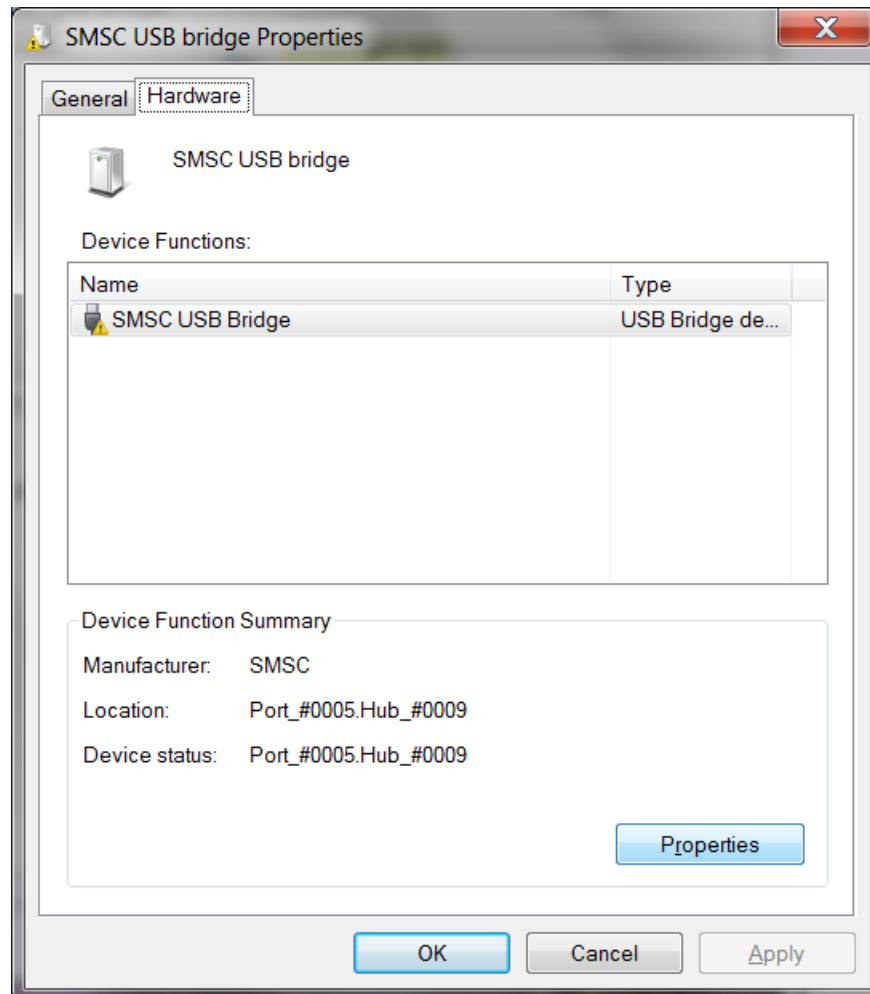 SMSC USB bridge Properties
General Hardware
SMSC USB bridge
Device Functions:
Name Type
SMSC USB Bridge USB Bridge de...
Device Function Summary
Manufacturer: SMSC
Location: Port_#0005.Hub_#0009
Device status: Port_#0005.Hub_#0009
Properties
OK Cancel Apply